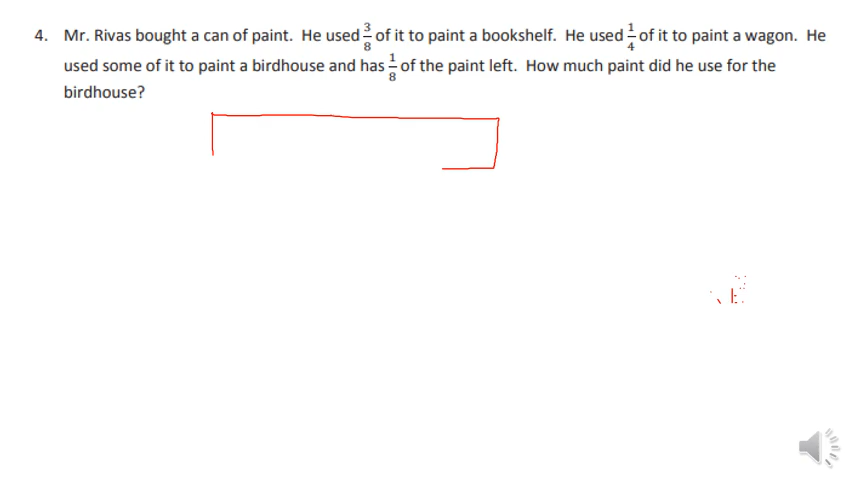 4. Mr. Rivas bought a can of paint. He used 3/8 of it to paint a bookshelf. He used 1/4 of it to paint a wagon. He
used some of it to paint a birdhouse and has 1/8 of the paint left. How much paint did he use for the
birdhouse?